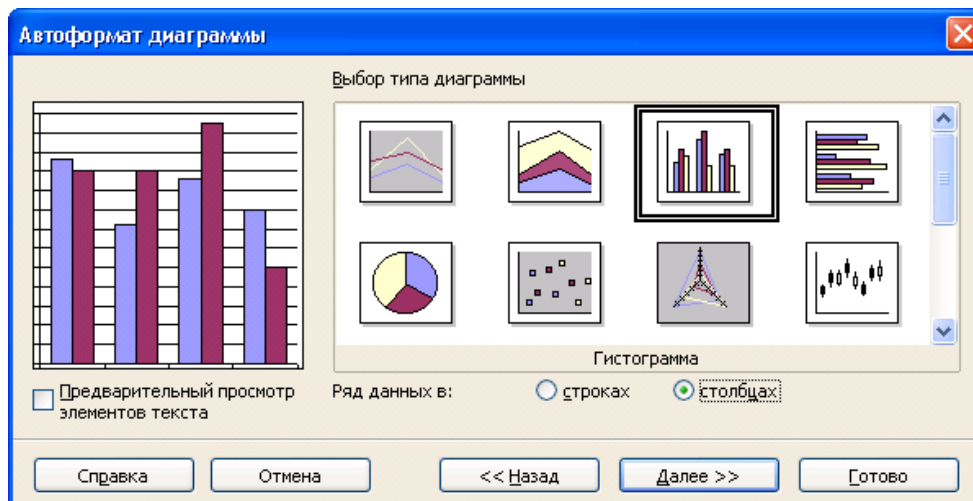 Автоформат диаграммы
Выбор типа диаграммы
Гистограмма
Предварительный просмотр
элементов текста
Ряд данных в:
строках
столбцах
Справка
Отмена
<< Назад
Далее >>
Готово